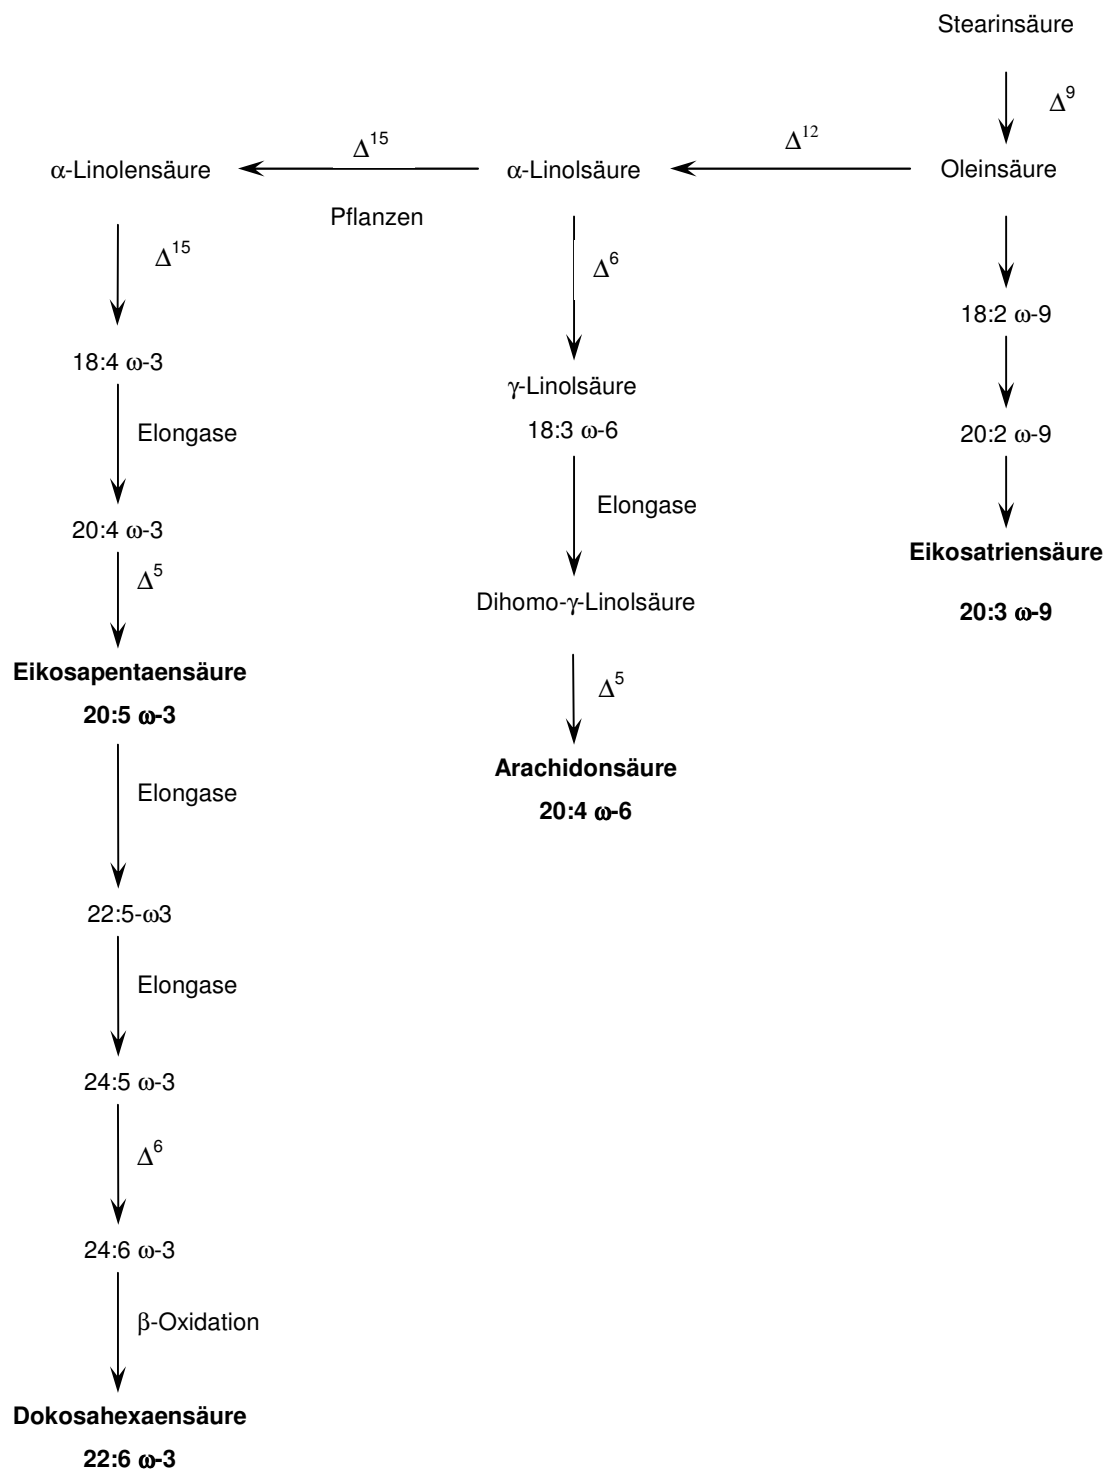 Stearinsäure
Δ9
Δ12
Δ15
α-Linolensäure
α-Linolsäure
Oleinsäure
Pflanzen
Δ15
Δ6
18:2 ω-9
18:4 ω-3
γ-Linolsäure
18:3 ω-6
Elongase
20:2 ω-9
Elongase
20:4 ω-3
Eikosatriensäure
Δ5
Dihomo-γ-Linolsäure
20:3 ω-9
Eikosapentaensäure
20:5 ω-3
Δ5
Arachidonsäure
20:4 ω-6
Elongase
22:5-ω3
Elongase
24:5 ω-3
Δ6
24:6 ω-3
β-Oxidation
Dokosahexaensäure
22:6 ω-3